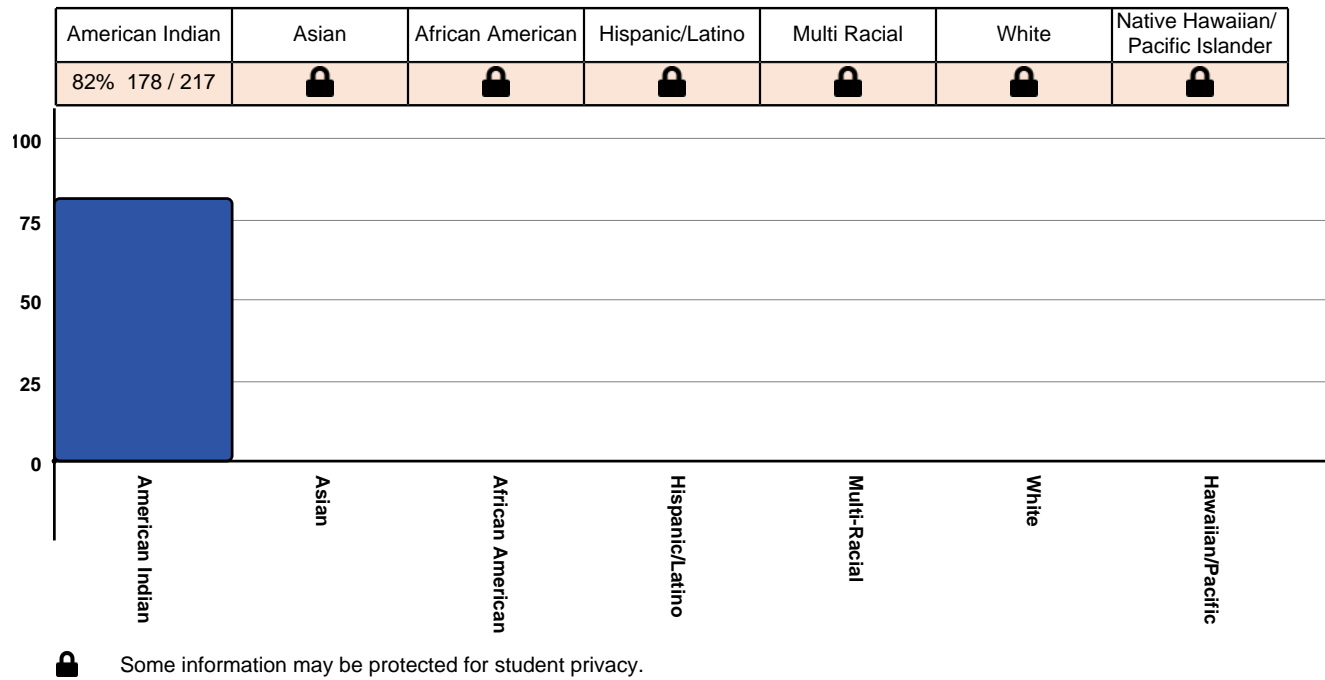 American Indian Asian African American Hispanic/Latino Multi Racial White Native Hawaiian/
Pacific Islander
82% 178 / 217
100
75
50
25
0
American Indian
Asian
African American
Hispanic/Latino
Multi-Racial
White
Hawaiian/Pacific
Some information may be protected for student privacy.